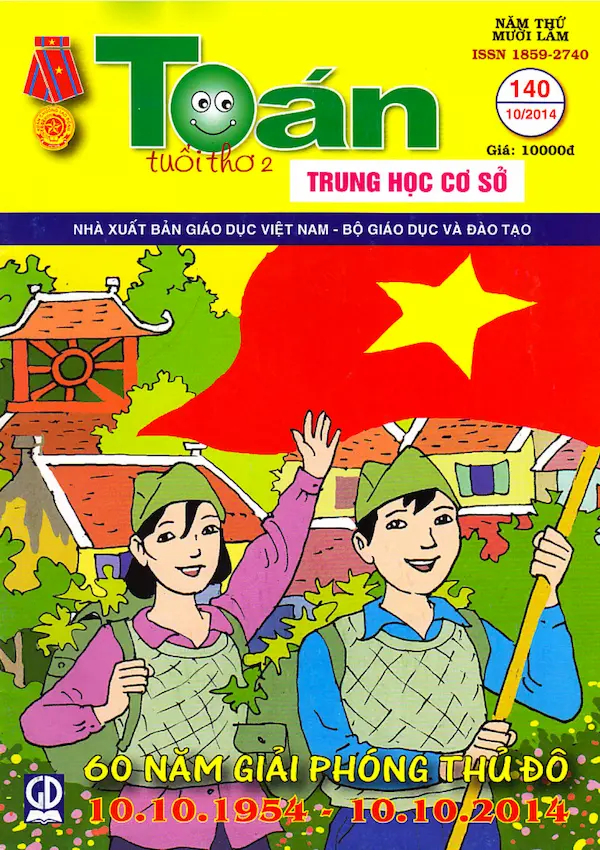 NĂM THỨ
MƯỜI LĂM
ISSN 1859-2740
140
10/2014
Giá: 10000đ
Toán
tuổi thơ 2
TRUNG HỌC CƠ SỞ
NHÀ XUẤT BẢN GIÁO DỤC VIỆT NAM - BỘ GIÁO DỤC VÀ ĐÀO TẠO
60 NĂM GIẢI PHÓNG THỦ ĐÔ
10.10.1954 - 10.10.2014
GD